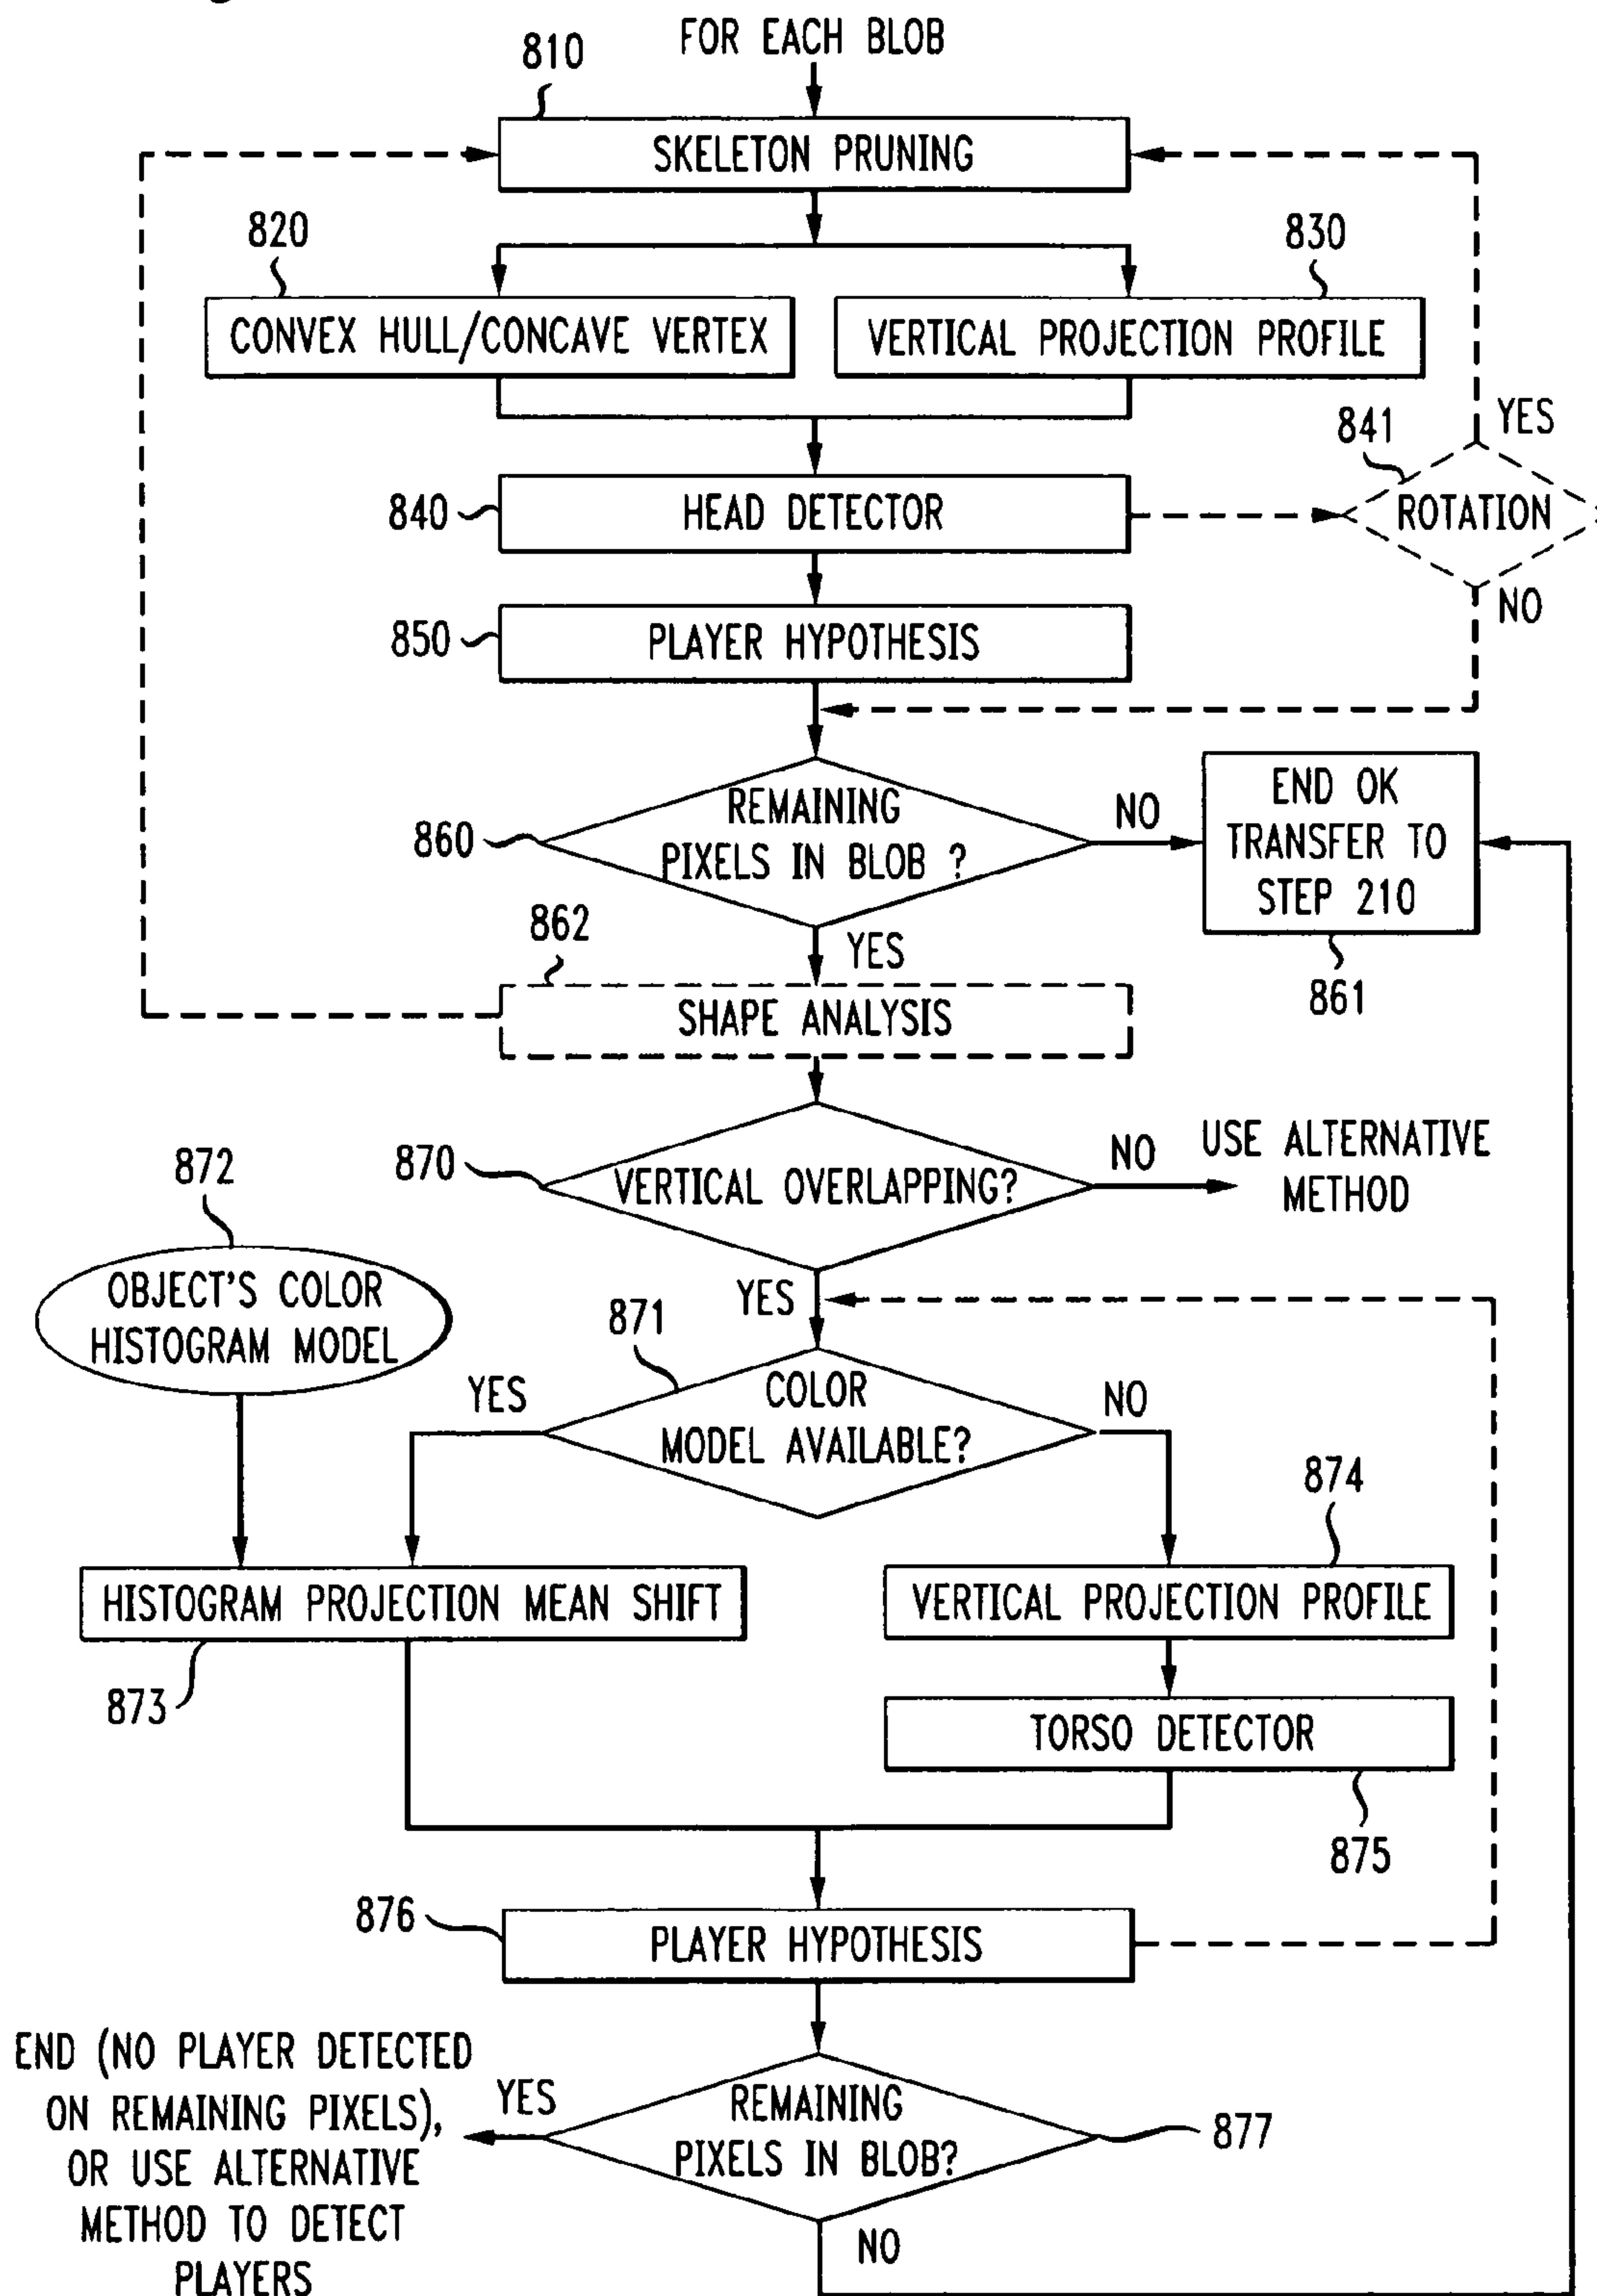 FOR EACH BLOB
810
SKELETON PRUNING
820
830
CONVEX HULL/CONCAVE VERTEX
VERTICAL PROJECTION PROFILE
841
YES
840
HEAD DETECTOR
ROTATION
NO
850
PLAYER HYPOTHESIS
860
REMAINING
PIXELS IN BLOB ?
NO
END OK
TRANSFER TO
STEP 210
861
YES
862
SHAPE ANALYSIS
870
VERTICAL OVERLAPPING?
NO
USE ALTERNATIVE
METHOD
872
OBJECT'S COLOR
HISTOGRAM MODEL
YES
871
COLOR
MODEL AVAILABLE?
YES
NO
874
HISTOGRAM PROJECTION MEAN SHIFT
VERTICAL PROJECTION PROFILE
873
TORSO DETECTOR
875
876
PLAYER HYPOTHESIS
END (NO PLAYER DETECTED
ON REMAINING PIXELS),
OR USE ALTERNATIVE
METHOD TO DETECT
PLAYERS
YES
REMAINING
PIXELS IN BLOB?
877
NO